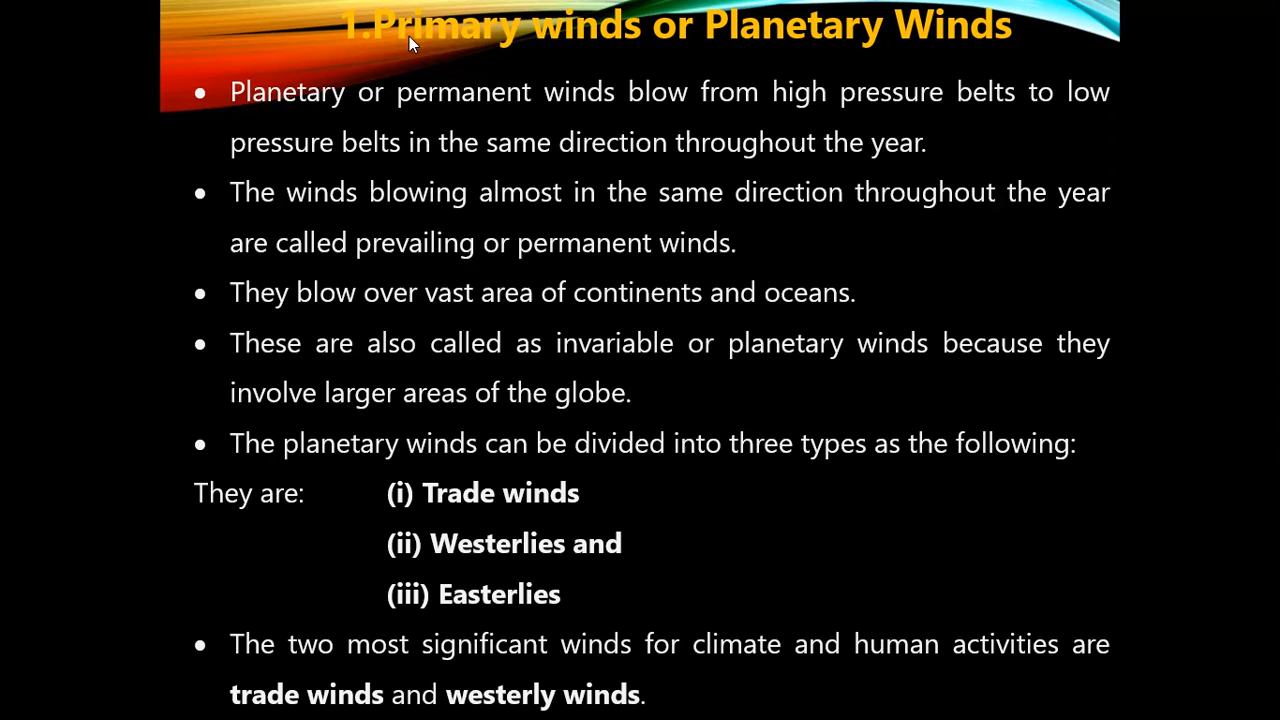 1.Primary winds or Planetary Winds
• Planetary or permanent winds blow from high pressure belts to low
pressure belts in the same direction throughout the year.
• The winds blowing almost in the same direction throughout the year
are called prevailing or permanent winds.
• They blow over vast area of continents and oceans.
• These are also called as invariable or planetary winds because they
involve larger areas of the globe.
• The planetary winds can be divided into three types as the following:
They are: (i) Trade winds
(ii) Westerlies and
(iii) Easterlies
• The two most significant winds for climate and human activities are
trade winds and westerly winds.